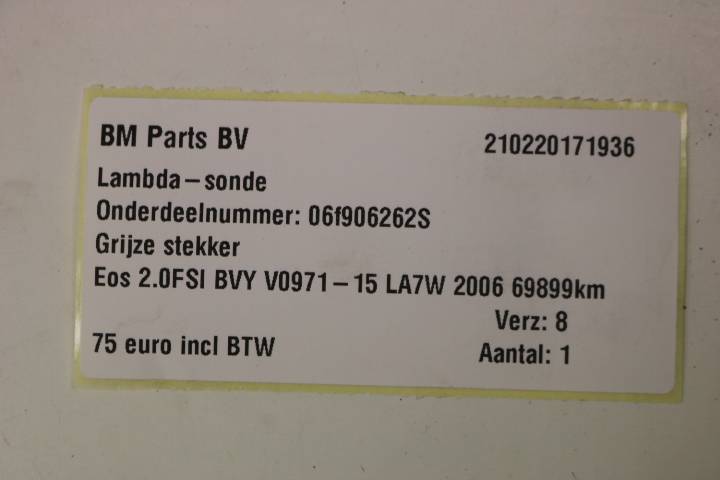 BM Parts BV 210220171936
Lambda-sonde
Onderdeelnummer: 06f906262S
Grijze stekker
Eos 2.0FSI BVY V0971-15 LA7W 2006 69899km
Verz: 8
75 euro incl BTW Aantal: 1